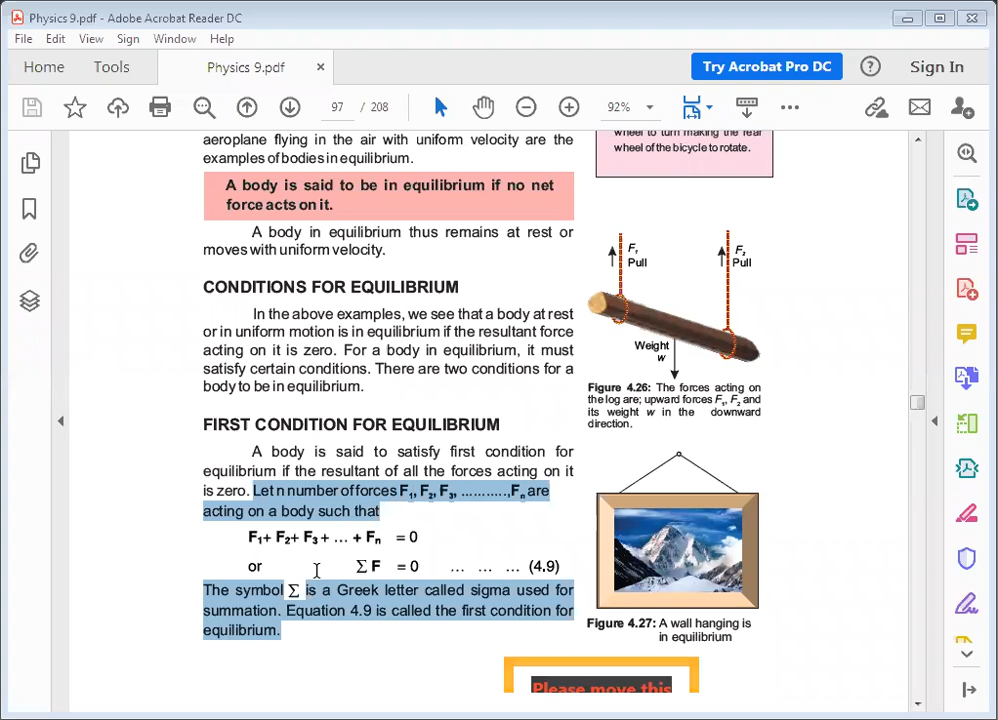 Physics 9.pdf - Adobe Acrobat Reader DC
File Edit View Sign Window Help
Home Tools Physics 9.pdf × Try Acrobat Pro DC Sign In
97 / 208 92%
aeroplane flying in the air with uniform velocity are the
examples of bodies in equilibrium.
A body is said to be in equilibrium if no net
force acts on it.
A body in equilibrium thus remains at rest or
moves with uniform velocity.
CONDITIONS FOR EQUILIBRIUM
In the above examples, we see that a body at rest
or in uniform motion is in equilibrium if the resultant force
acting on it is zero. For a body in equilibrium, it must
satisfy certain conditions. There are two conditions for a
body to be in equilibrium.
FIRST CONDITION FOR EQUILIBRIUM
A body is said to satisfy first condition for
equilibrium if the resultant of all the forces acting on it
is zero. Let n number of forces F₁, F₂, F₃, ..........., Fₙ are
acting on a body such that
F₁+ F₂+ F₃+ ... + Fₙ = 0
or ∑ F = 0 ... ... ... (4.9)
The symbol ∑ is a Greek letter called sigma used for
summation. Equation 4.9 is called the first condition for
equilibrium.
wheel to turn making the rear
wheel of the bicycle to rotate.
F₁
Pull
F₂
Pull
Weight
w
Figure 4.26: The forces acting on
the log are; upward forces F₁, F₂ and
its weight w in the downward
direction.
Figure 4.27: A wall hanging is
in equilibrium
Please move this